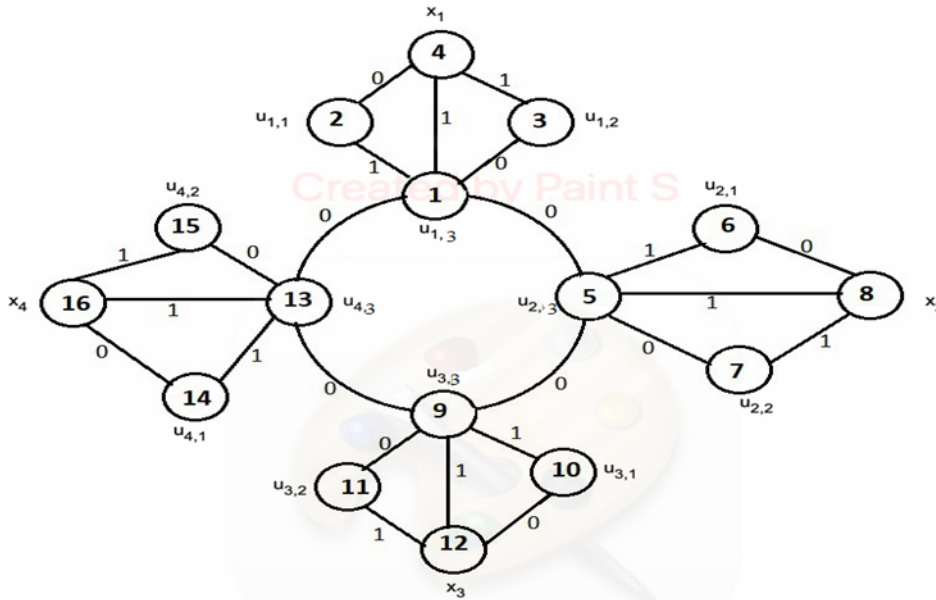 x1
4
0 1
u1,1 2 1 3 u1,2
1 0
Created by Paint S
1
u1,3
0 0
u4,2
15
1 0
x4 16 1 13 u4,3
0 1
14
u4,1
u2,1
6
1 0
u2,3 5 1 8 x
0 1
7
u2,2
0 0
u3,3
9
0 1 1
u3,2 11 10 u3,1
1 0
12
x3